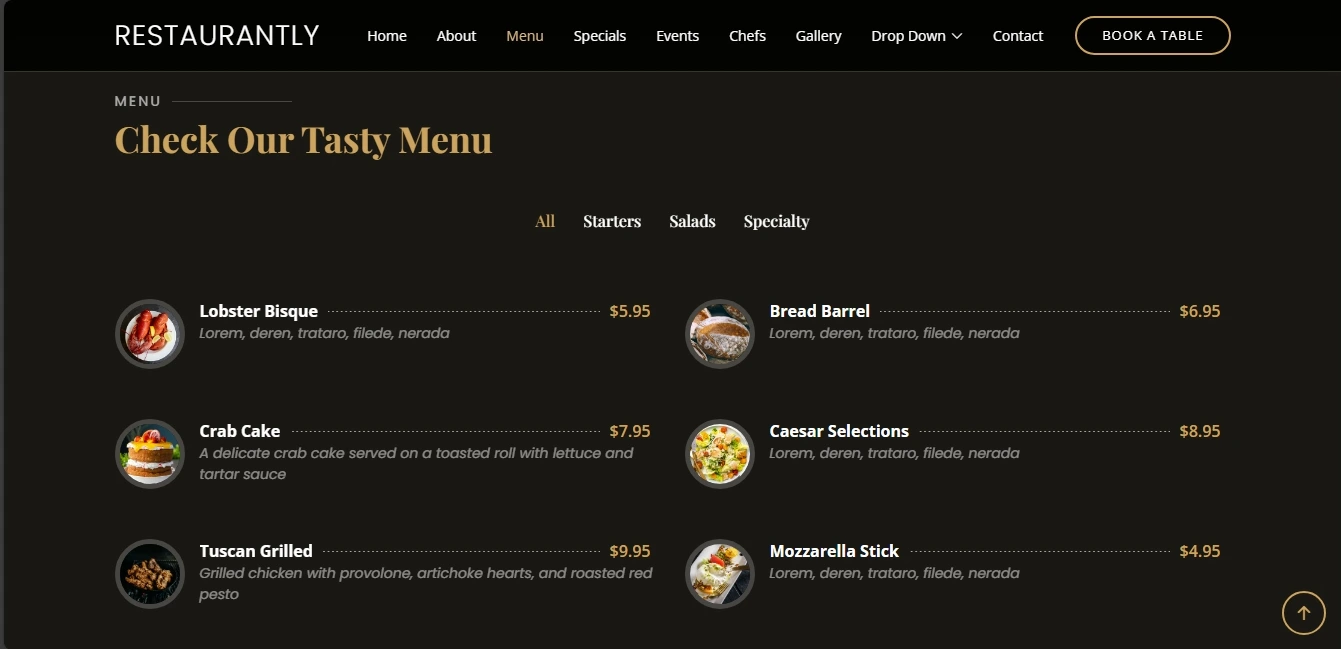 RESTAURANTLY
Home About Menu Specials Events Chefs Gallery Drop Down Contact BOOK A TABLE
MENU
Check Our Tasty Menu
All Starters Salads Specialty
Lobster Bisque $5.95
Lorem, deren, trataro, filede, nerada
Bread Barrel $6.95
Lorem, deren, trataro, filede, nerada
Crab Cake $7.95
A delicate crab cake served on a toasted roll with lettuce and
tartar sauce
Caesar Selections $8.95
Lorem, deren, trataro, filede, nerada
Tuscan Grilled $9.95
Grilled chicken with provolone, artichoke hearts, and roasted red
pesto
Mozzarella Stick $4.95
Lorem, deren, trataro, filede, nerada